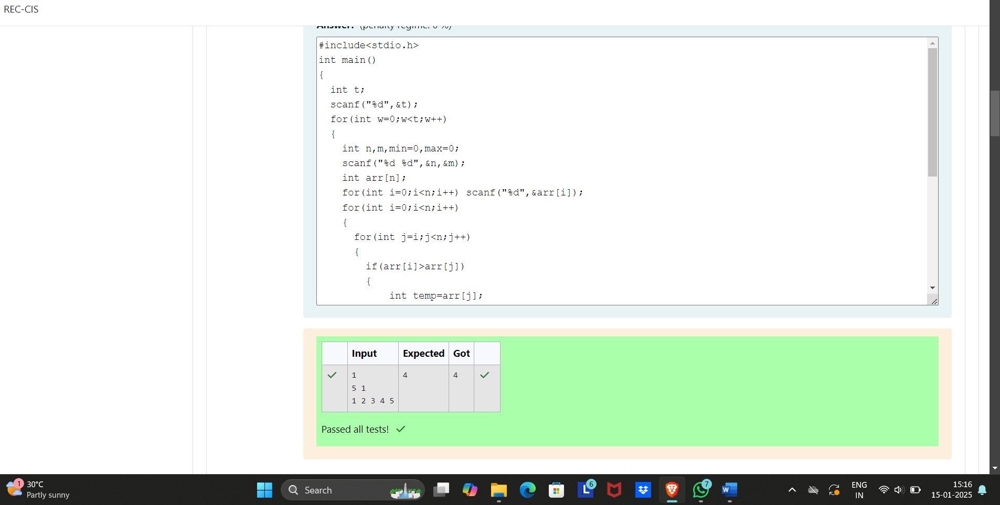 REC-CIS
Answer: (penalty regime: 0 %)
#include<stdio.h>
int main()
{
int t;
scanf("%d",&t);
for(int w=0;w<t;w++)
{
int n,m,min=0,max=0;
scanf("%d %d",&n,&m);
int arr[n];
for(int i=0;i<n;i++) scanf("%d",&arr[i]);
for(int i=0;i<n;i++)
{
for(int j=i;j<n;j++)
{
if(arr[i]>arr[j])
{
int temp=arr[j];
Input Expected Got
1 4 4
5 1
1 2 3 4 5
Passed all tests!
1
30°C
Partly sunny
Search
L
6
7
W
ENG
IN
15:16
15-01-2025